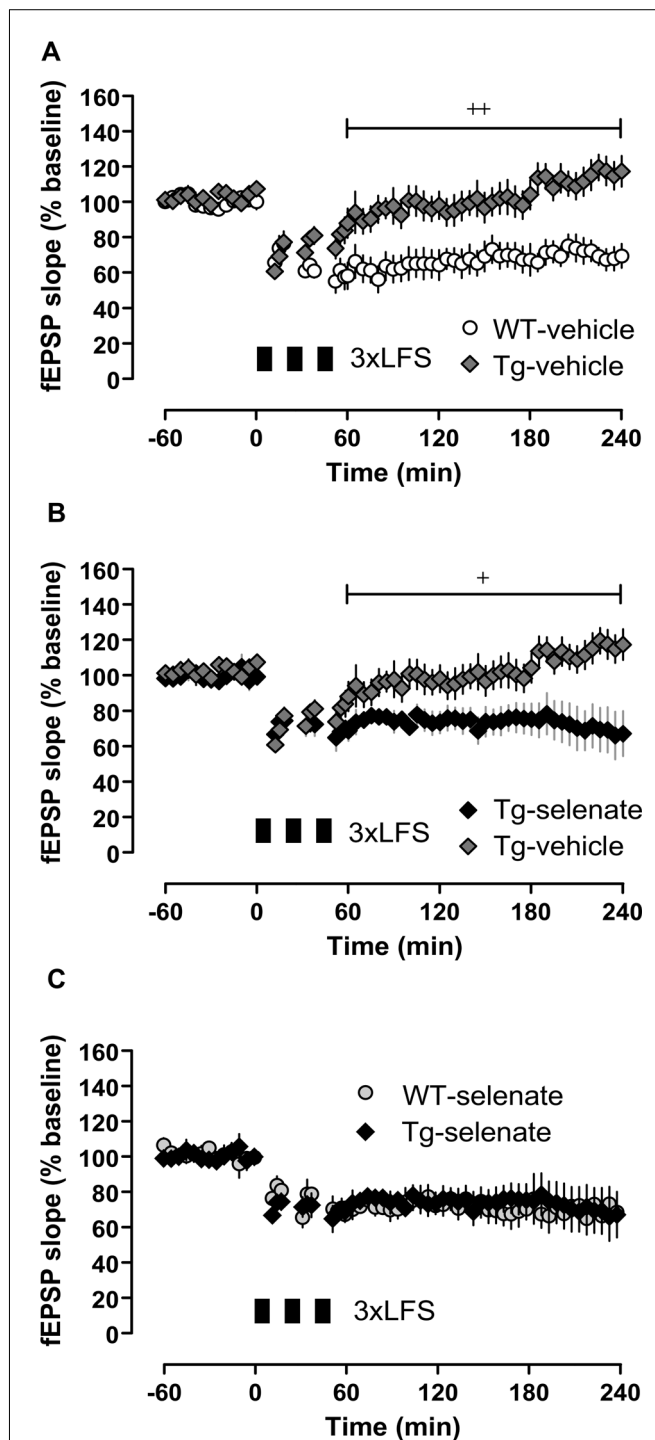 A
fEPSP slope (% baseline)
160
140
120
100
80
60
40
20
0
++
WT-vehicle
Tg-vehicle
3xLFS
-60 0 60 120 180 240
Time (min)
B
fEPSP slope (% baseline)
160
140
120
100
80
60
40
20
0
+
Tg-selenate
Tg-vehicle
3xLFS
-60 0 60 120 180 240
Time (min)
C
fEPSP slope (% baseline)
160
140
120
100
80
60
40
20
0
WT-selenate
Tg-selenate
3xLFS
-60 0 60 120 180 240
Time (min)